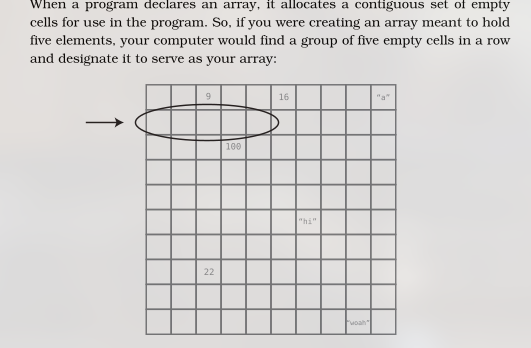 When a program declares an array, it allocates a contiguous set of empty
cells for use in the program. So, if you were creating an array meant to hold
five elements, your computer would find a group of five empty cells in a row
and designate it to serve as your array:
9 16 "a"
100
"hi"
22
"woah"